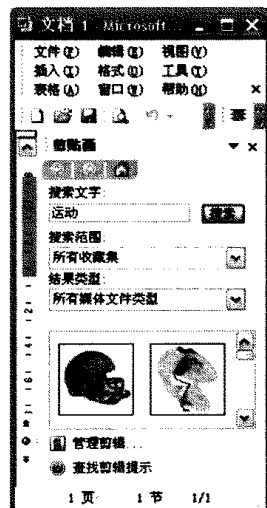 文档 1 - Microsoft...
文件(F) 编辑(E) 视图(V)
插入(I) 格式(O) 工具(T)
表格(A) 窗口(W) 帮助(H) ×
剪贴画
搜索文字:
运动 搜索
搜索范围:
所有收藏集
结果类型:
所有媒体文件类型
管理剪辑...
查找剪辑提示
1 页 1 节 1/1